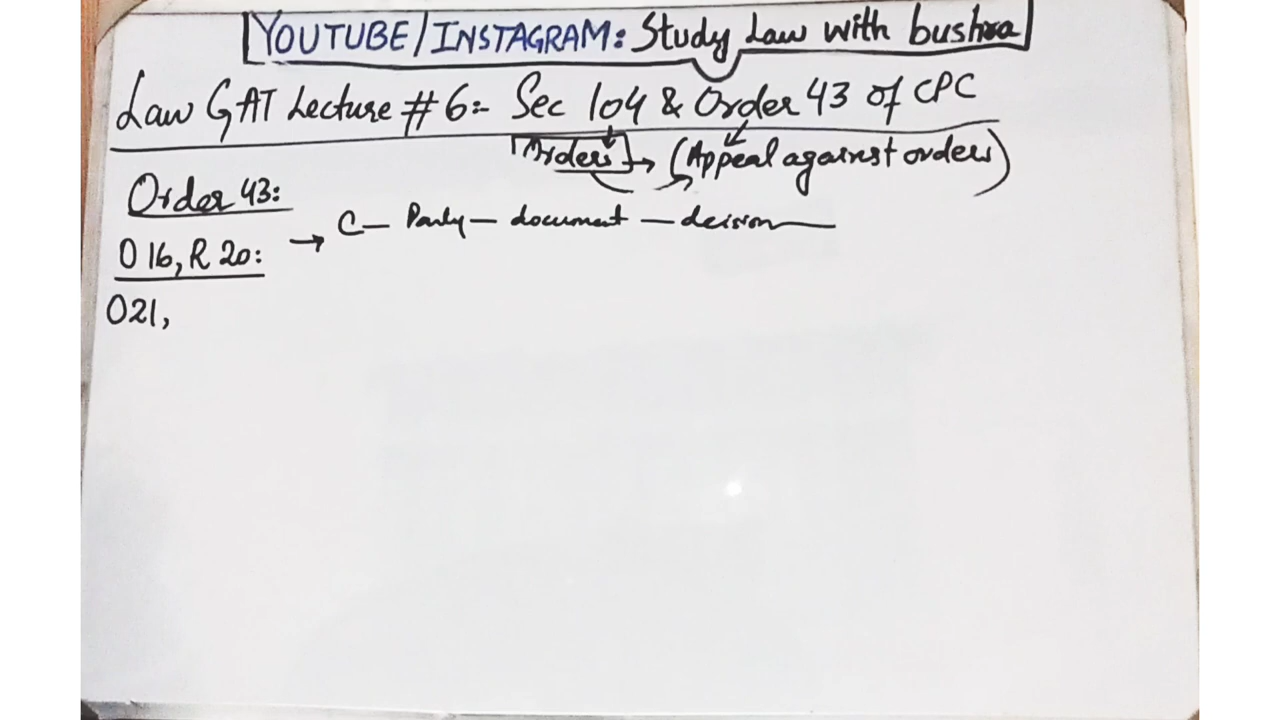 YOUTUBE/INSTAGRAM: Study Law with bushra
Law GAT Lecture # 6:- Sec 104 & Order 43 of CPC
Orders → (Appeal against orders)
Order 43:
O 16, R 20: → C — Party — document — decision
O21,